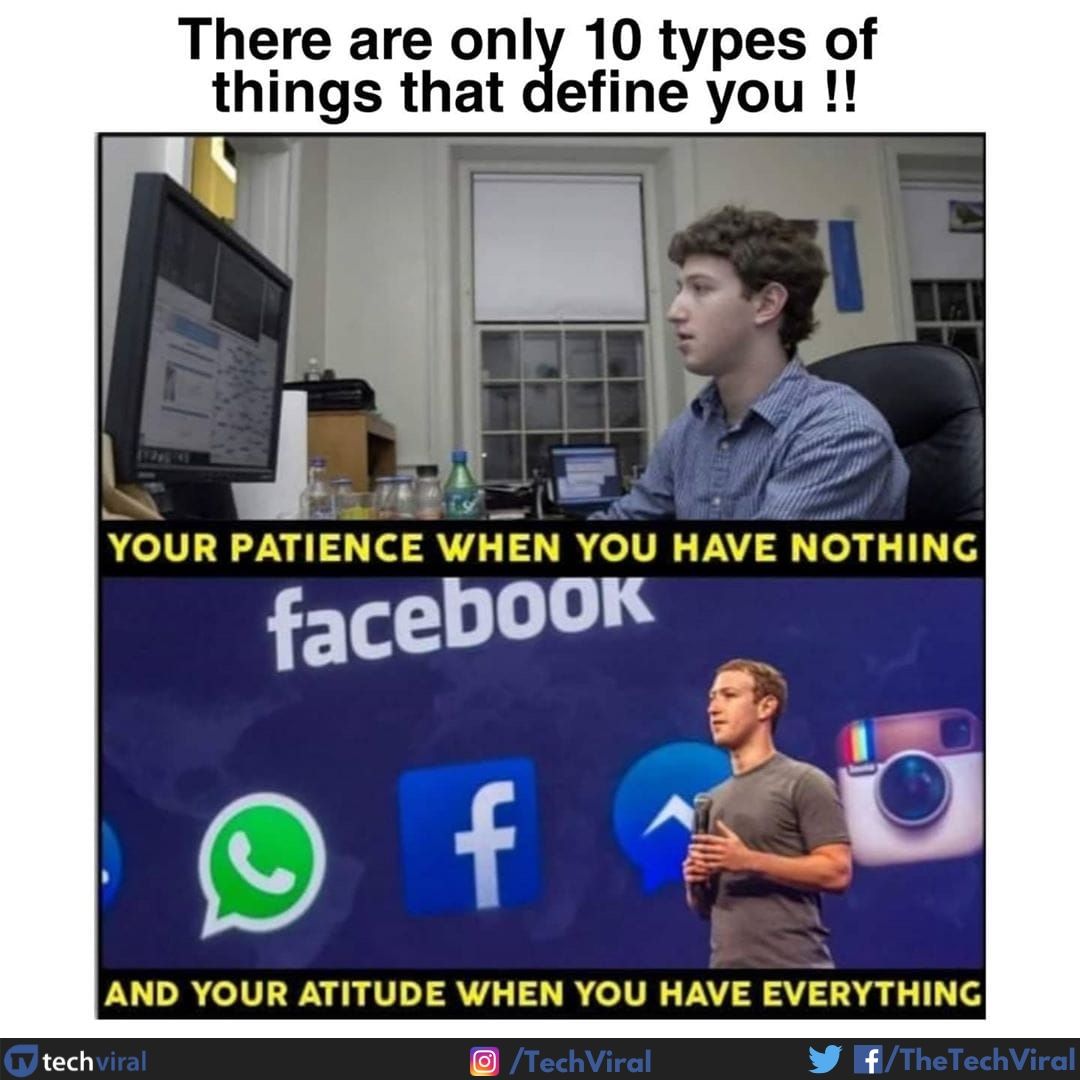 There are only 10 types of
things that define you !!
YOUR PATIENCE WHEN YOU HAVE NOTHING
facebook
f
AND YOUR ATITUDE WHEN YOU HAVE EVERYTHING
techviral
/TechViral
f/TheTechViral